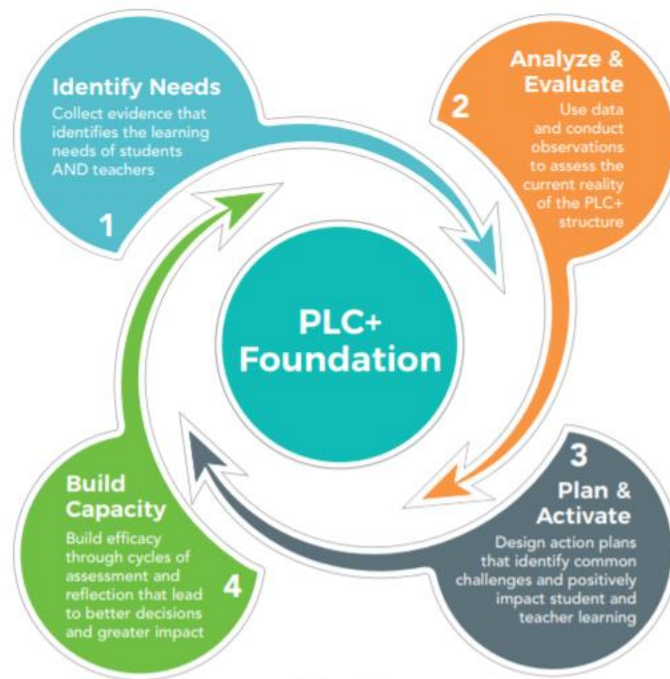 Identify Needs
Collect evidence that
identifies the learning
needs of students
AND teachers
1
Analyze &
Evaluate
2
Use data
and conduct
observations
to assess the
current reality
of the PLC+
structure
PLC+
Foundation
3
Plan &
Activate
Design action plans
that identify common
challenges and positively
impact student and
teacher learning
Build
Capacity
Build efficacy
through cycles of
assessment and
reflection that lead
to better decisions
and greater impact
4